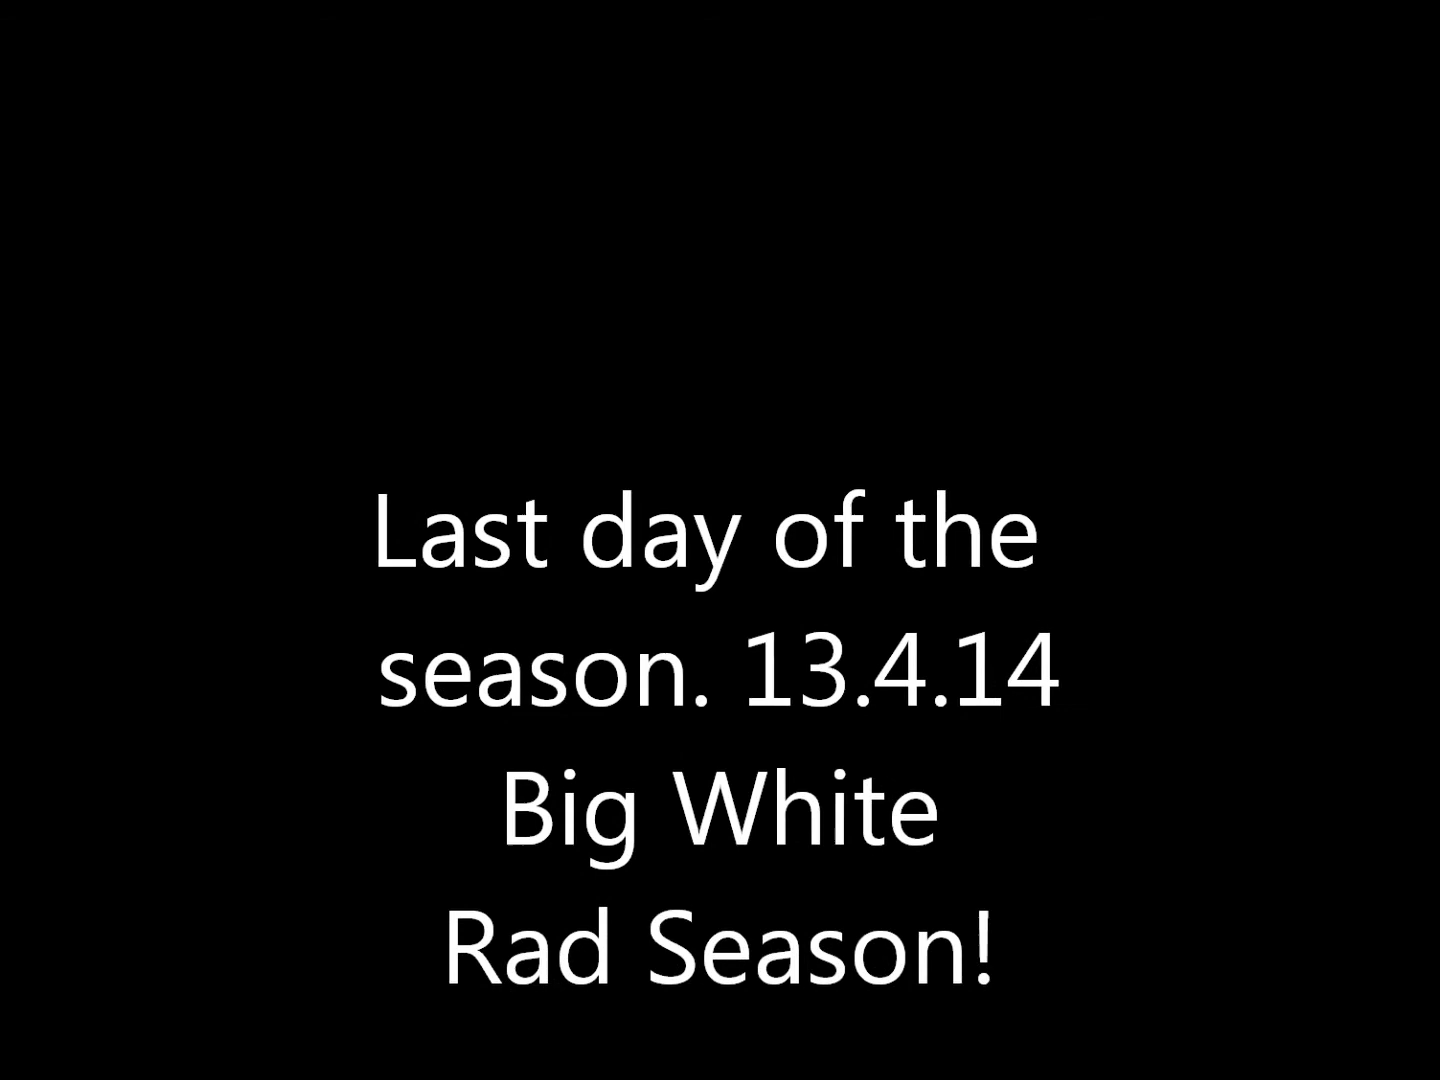 Last day of the
season. 13.4.14
Big White
Rad Season!